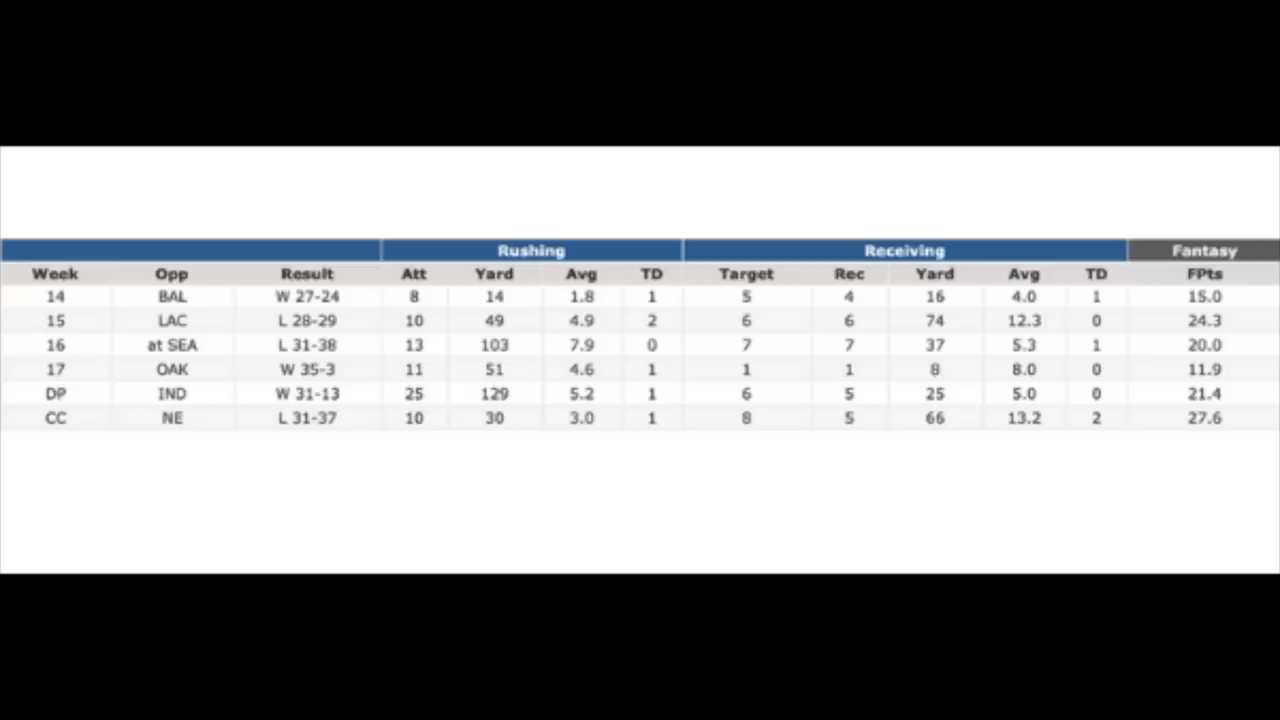 Rushing Receiving Fantasy
Week Opp Result Att Yard Avg TD Target Rec Yard Avg TD FPts
14 BAL W 27-24 8 14 1.8 1 5 4 16 4.0 1 15.0
15 LAC L 28-29 10 49 4.9 2 6 6 74 12.3 0 24.3
16 at SEA L 31-38 13 103 7.9 0 7 7 37 5.3 1 20.0
17 OAK W 35-3 11 51 4.6 1 1 1 8 8.0 0 11.9
DP IND W 31-13 25 129 5.2 1 6 5 25 5.0 0 21.4
CC NE L 31-37 10 30 3.0 1 8 5 66 13.2 2 27.6